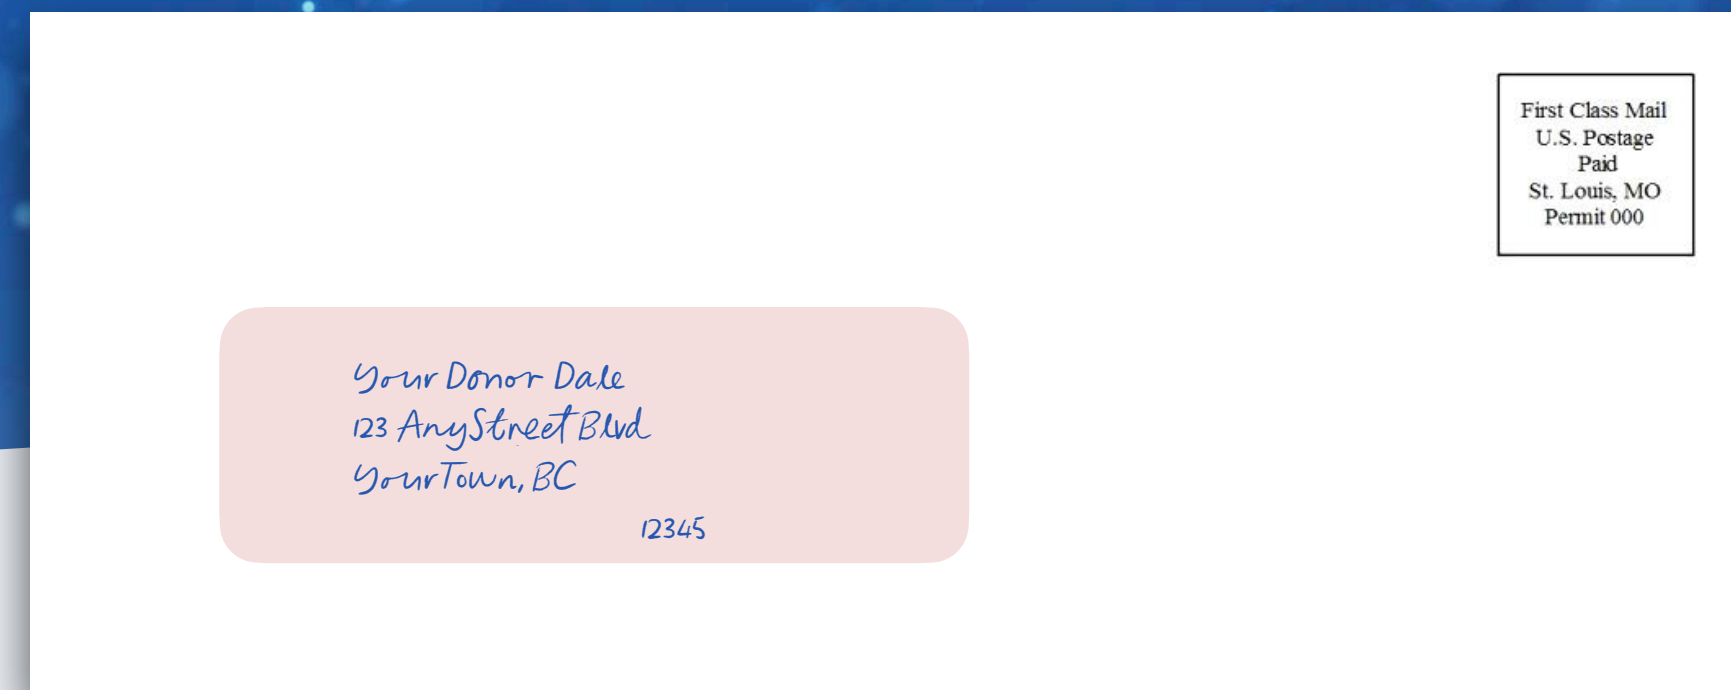 First Class Mail
U.S. Postage
Paid
St. Louis, MO
Permit 000
Your Donor Dale
123 AnyStreet Blvd
YourTown, BC
12345